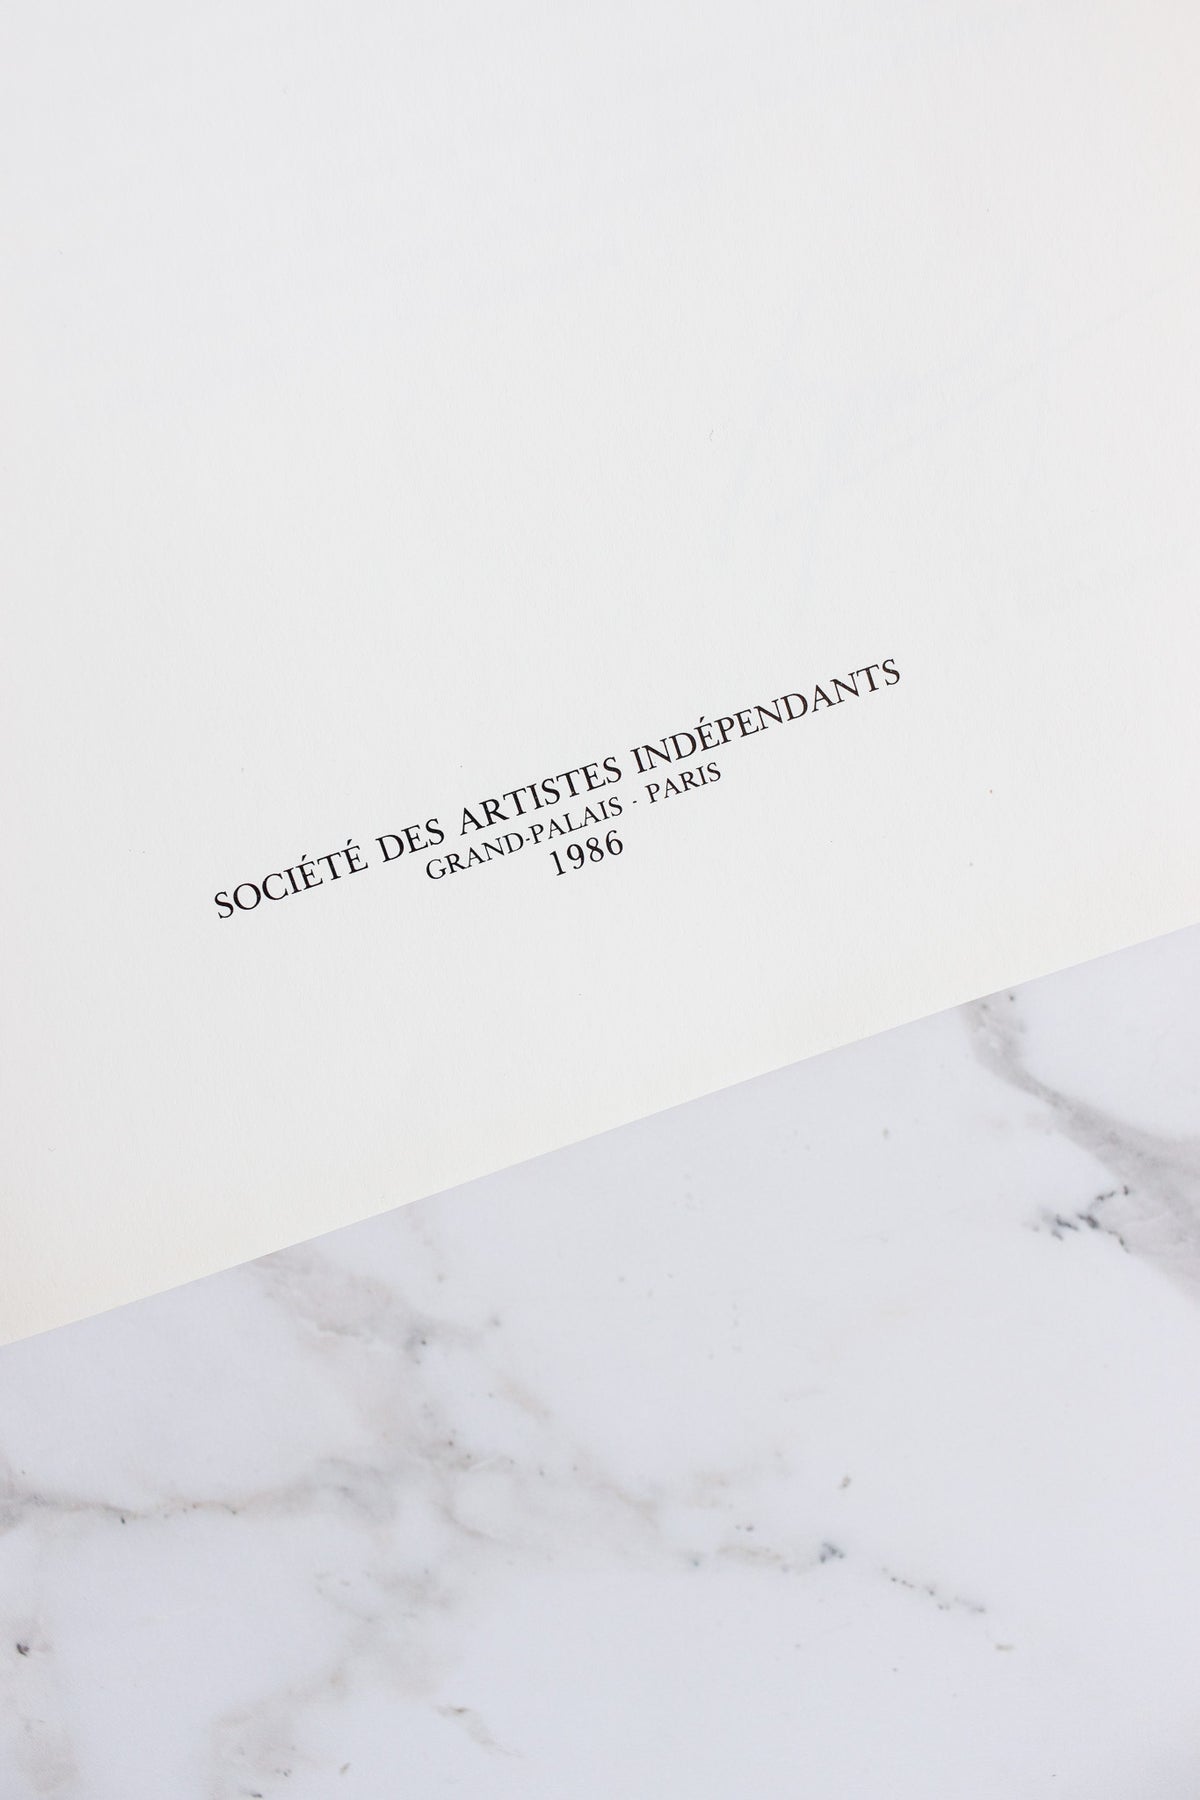 SOCIÉTÉ DES ARTISTES INDÉPENDANTS
GRAND-PALAIS - PARIS
1986